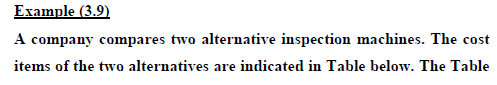 Example (3.9)
A company compares two alternative inspection machines. The cost
items of the two alternatives are indicated in Table below. The Table